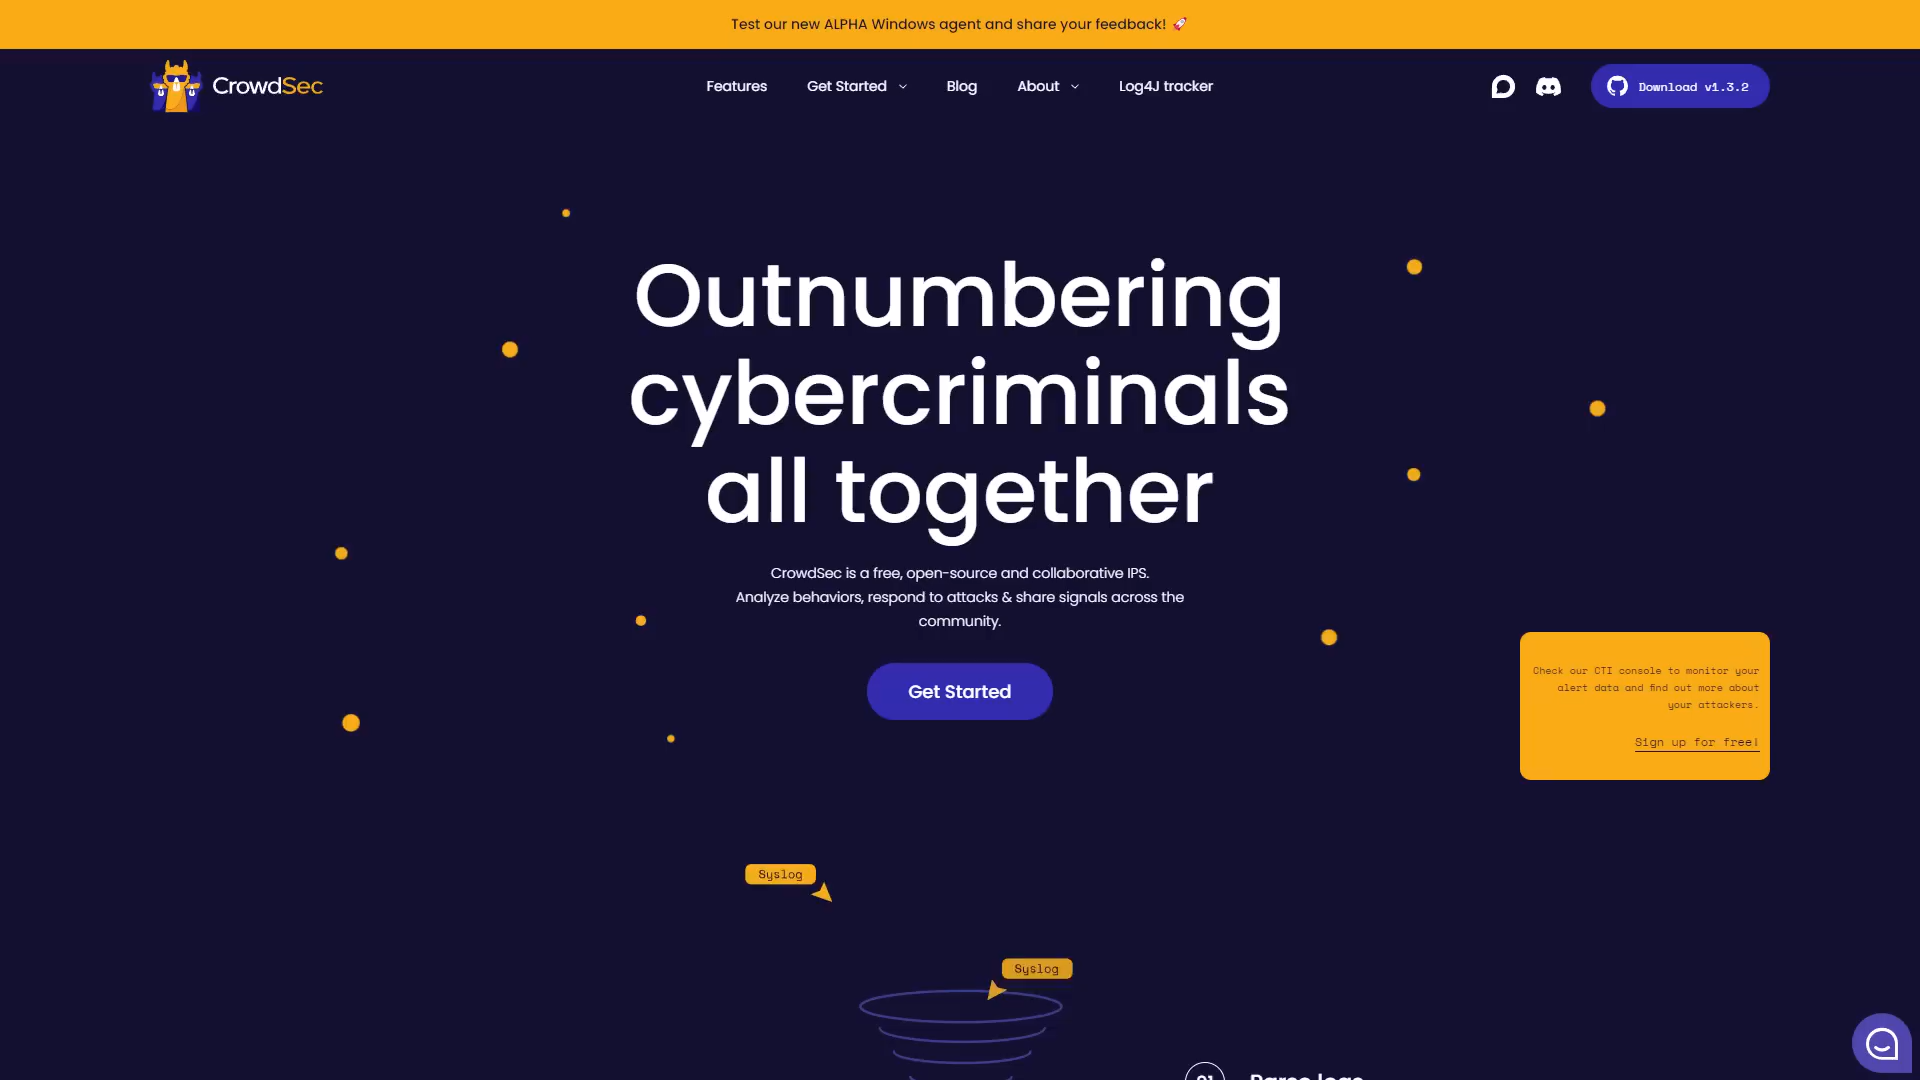 Test our new ALPHA Windows agent and share your feedback! 🚀
CrowdSec
Features
Get Started
Blog
About
Log4J tracker
Download v1.3.2
Outnumbering
cybercriminals
all together
CrowdSec is a free, open-source and collaborative IPS.
Analyze behaviors, respond to attacks & share signals across the
community.
Get Started
Check our CTI console to monitor your
alert data and find out more about
your attackers.
Sign up for free!
Syslog
Syslog
01
Parse logs